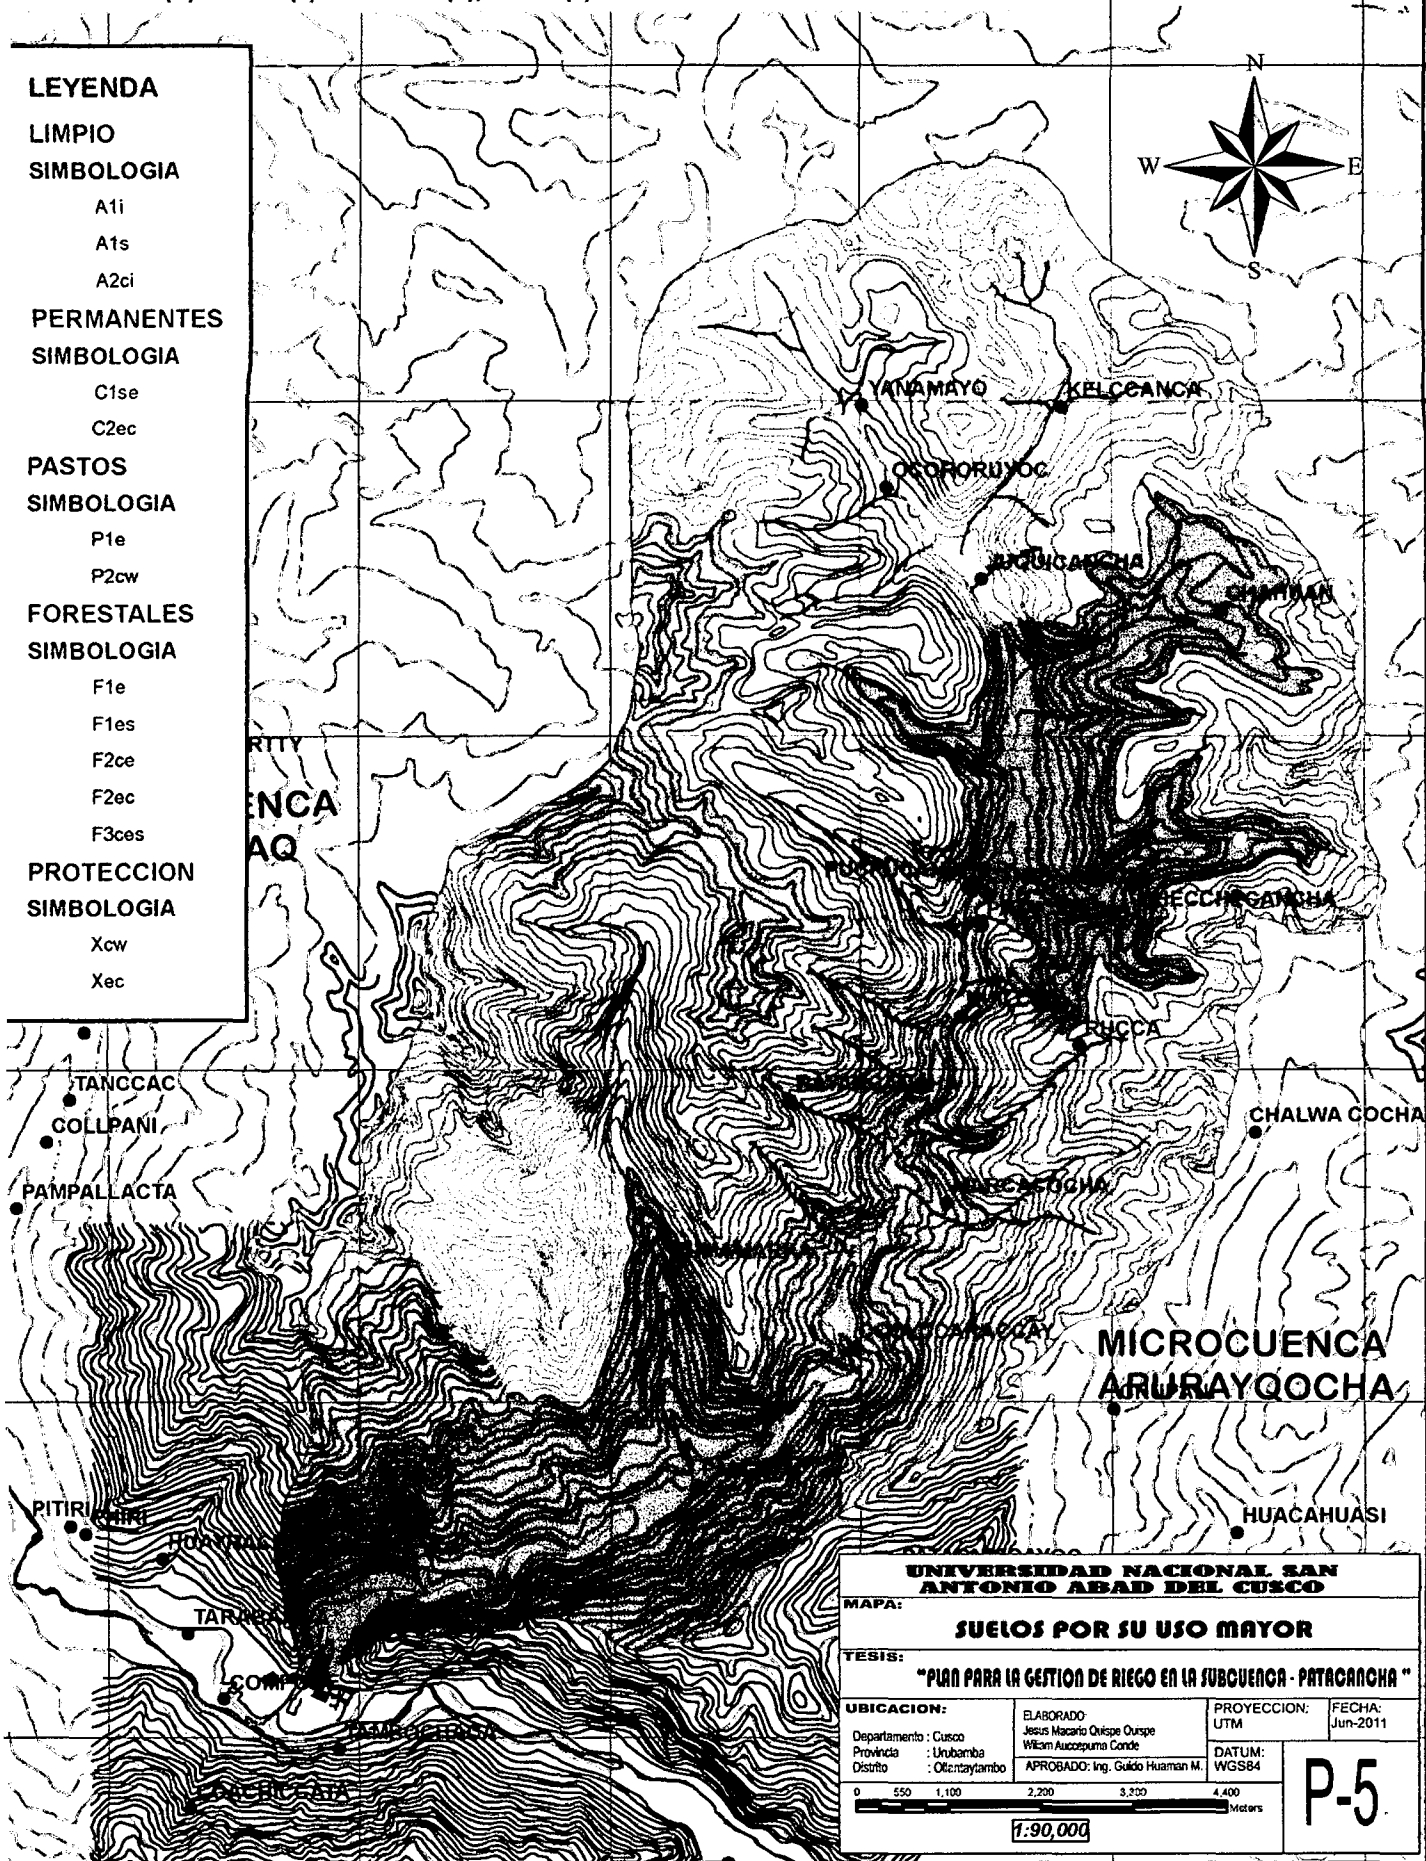 LEYENDA
LIMPIO
SIMBOLOGIA
A1i
A1s
A2ci
PERMANENTES
SIMBOLOGIA
C1se
C2ec
PASTOS
SIMBOLOGIA
P1e
P2cw
FORESTALES
SIMBOLOGIA
F1e
F1es
F2ce
F2ec
F3ces
PROTECCION
SIMBOLOGIA
Xcw
Xec
N
W
E
S
YANAMAYO
KELCCANCA
OCORORUYOC
CHAHUAN
RUCCA
TANCCAC
COLLPANI
PAMPALLACTA
CHALWA COCHA
MICROCUENCA
ARURAYQOCHA
PITIRI
HUACAHUASI
TAMBOCHACA
UNIVERSIDAD NACIONAL SAN
ANTONIO ABAD DEL CUSCO
MAPA:
SUELOS POR SU USO MAYOR
TESIS:
"PLAN PARA LA GESTION DE RIEGO EN LA SUBCUENCA - PATACANCHA "
UBICACION:
Departamento : Cusco
Provincia : Urubamba
Distrito : Ollantaytambo
ELABORADO:
Jesus Macario Quispe Quispe
Wiliam Auccepuma Conde
APROBADO: Ing. Guido Huaman M.
PROYECCION:
UTM
FECHA:
Jun-2011
DATUM:
WGS84
P-5
0 550 1,100 2,200 3,300 4,400
Meters
1:90,000